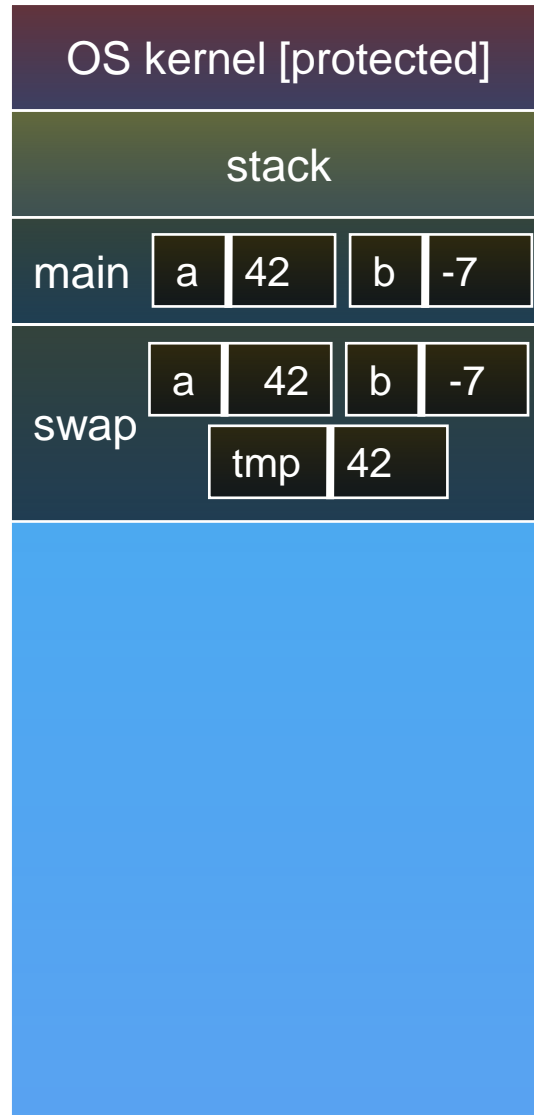 OS kernel [protected]
stack
main a 42 b -7
a 42 b -7
swap
tmp 42